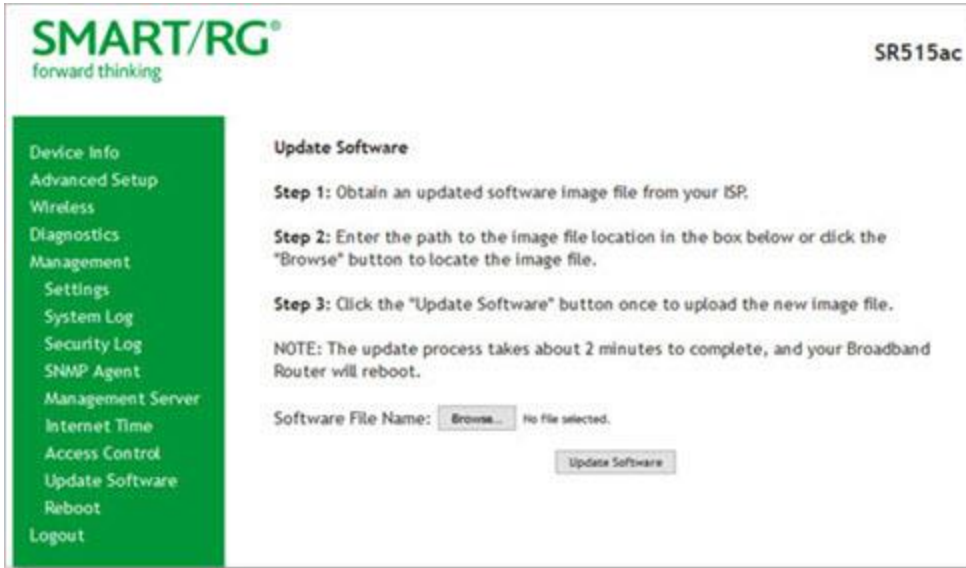 SMART/RG®
forward thinking
SR515ac
Device Info
Advanced Setup
Wireless
Diagnostics
Management
Settings
System Log
Security Log
SNMP Agent
Management Server
Internet Time
Access Control
Update Software
Reboot
Logout
Update Software
Step 1: Obtain an updated software image file from your ISP.
Step 2: Enter the path to the image file location in the box below or click the
"Browse" button to locate the image file.
Step 3: Click the "Update Software" button once to upload the new image file.
NOTE: The update process takes about 2 minutes to complete, and your Broadband
Router will reboot.
Software File Name: Browse... No file selected.
Update Software